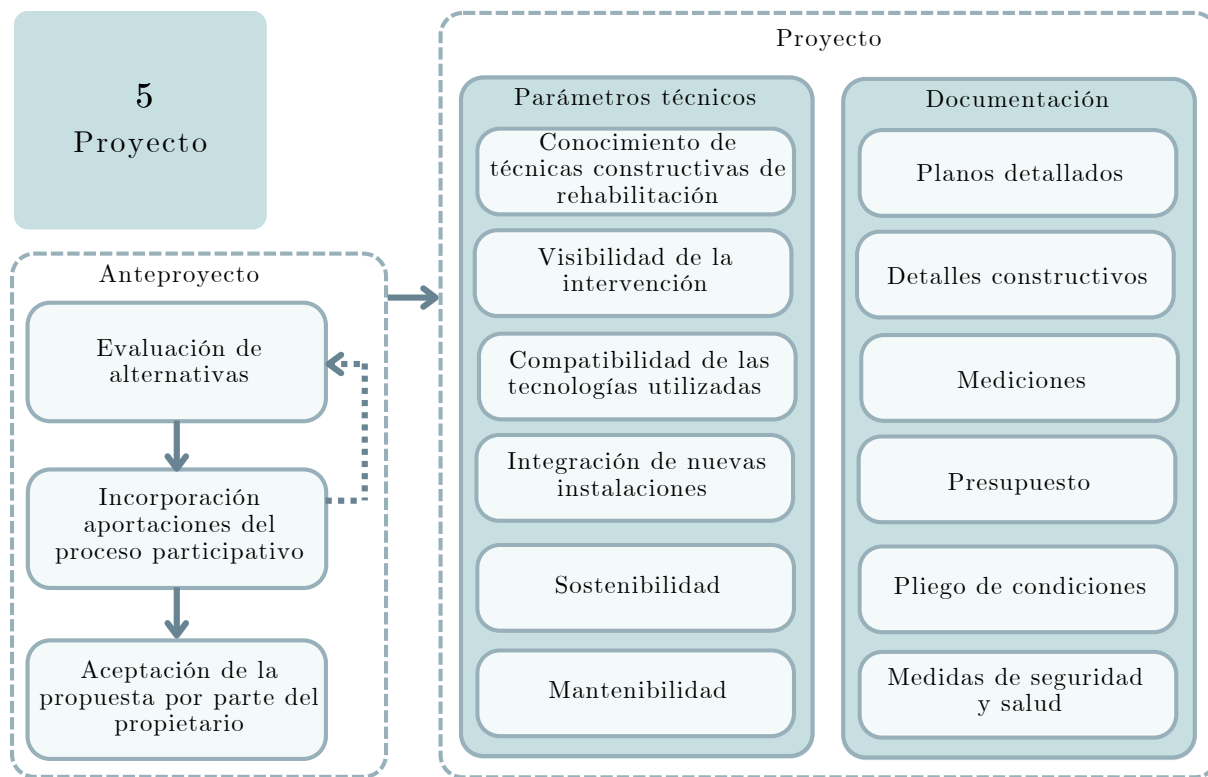 5
Proyecto
Anteproyecto
Evaluación de
alternativas
Incorporación
aportaciones del
proceso participativo
Aceptación de la
propuesta por parte del
propietario
Proyecto
Parámetros técnicos
Conocimiento de
técnicas constructivas de
rehabilitación
Visibilidad de la
intervención
Compatibilidad de las
tecnologías utilizadas
Integración de nuevas
instalaciones
Sostenibilidad
Mantenibilidad
Documentación
Planos detallados
Detalles constructivos
Mediciones
Presupuesto
Pliego de condiciones
Medidas de seguridad
y salud